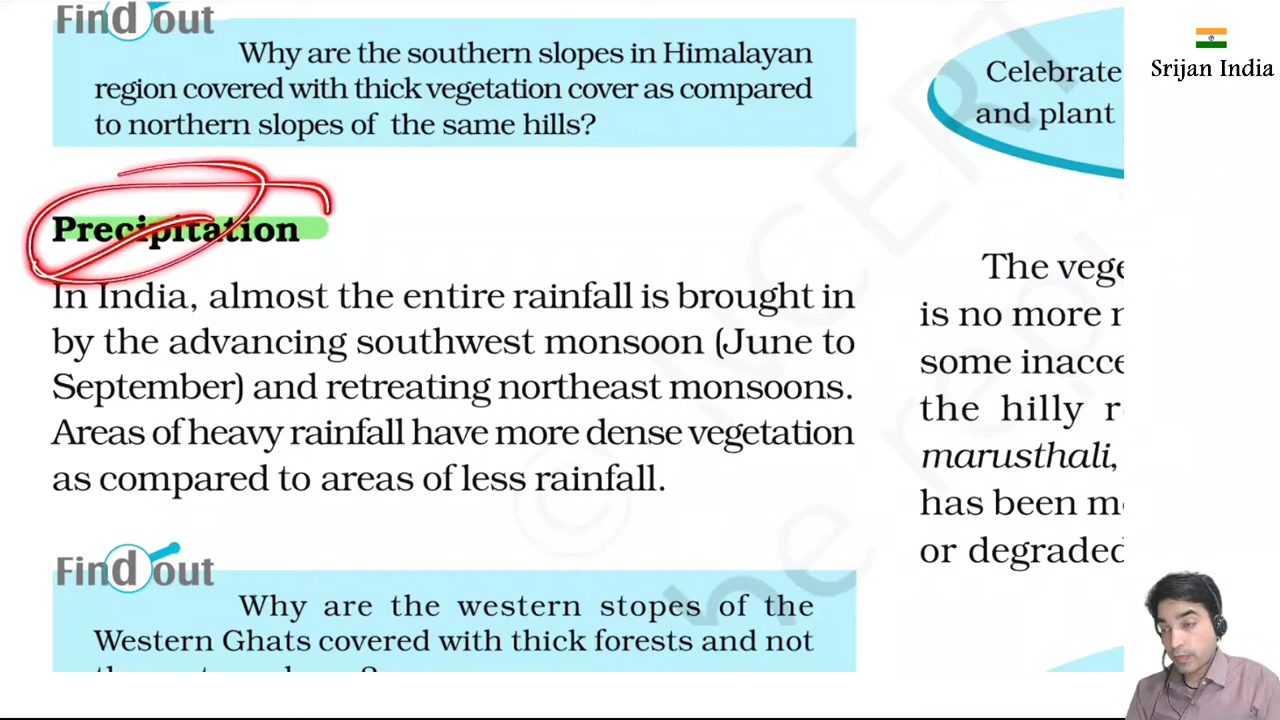 Find out
Why are the southern slopes in Himalayan
region covered with thick vegetation cover as compared
to northern slopes of the same hills?
Precipitation
In India, almost the entire rainfall is brought in
by the advancing southwest monsoon (June to
September) and retreating northeast monsoons.
Areas of heavy rainfall have more dense vegetation
as compared to areas of less rainfall.
Find out
Why are the western stopes of the
Western Ghats covered with thick forests and not
Celebrate
and plant
The vege
is no more
some inacce
the hilly
marusthali,
has been
or degraded
Srijan India
© NCERT